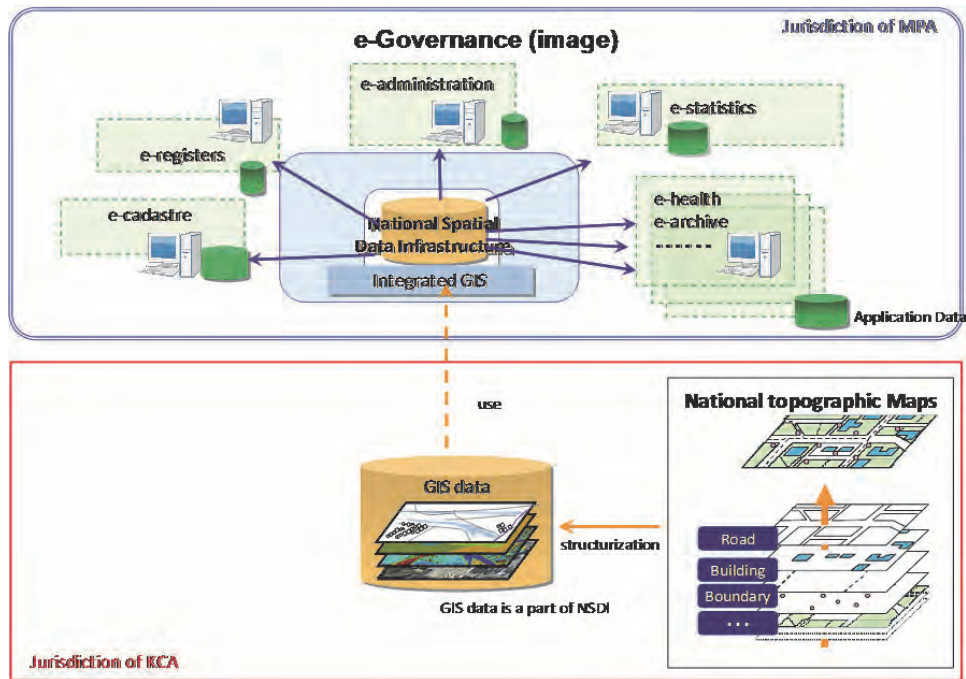 Jurisdiction of MPA
e-Governance (image)
e-administration
e-statistics
e-registers
e-cadastre
National Spatial
Data Infrastructure
Integrated GIS
e-health
e-archive
.......
Application Data
use
National topographic Maps
GIS data
structurization
Road
Building
Boundary
...
GIS data is a part of NSDI
Jurisdiction of KCA